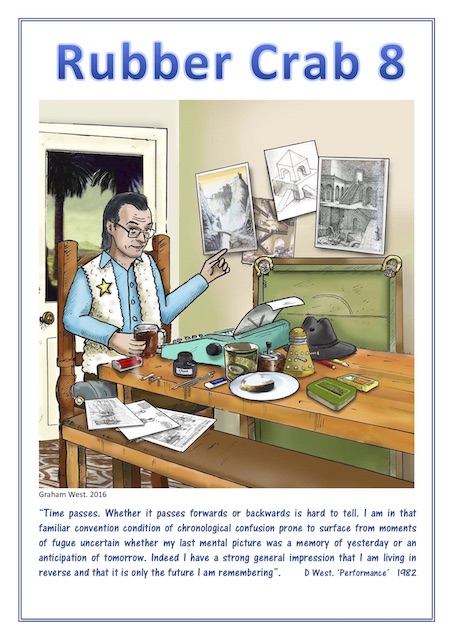 Rubber Crab 8
Graham West. 2016
“Time passes. Whether it passes forwards or backwards is hard to tell. I am in that
familiar convention condition of chronological confusion prone to surface from moments
of fugue uncertain whether my last mental picture was a memory of yesterday or an
anticipation of tomorrow. Indeed I have a strong general impression that I am living in
reverse and that it is only the future I am remembering”. D West. ‘Performance’ 1982